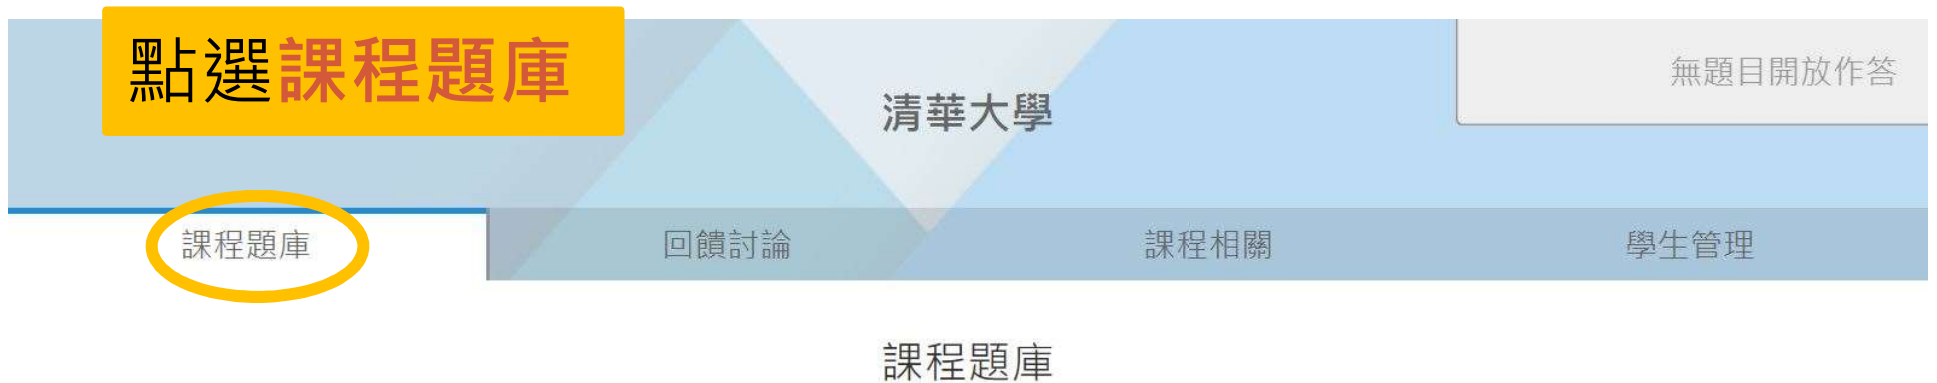 點選課程題庫
無題目開放作答
清華大學
課程題庫
回饋討論
課程相關
學生管理
課程題庫